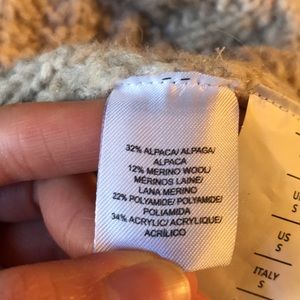 32% ALPACA/ ALPAGA/
ALPACA
12% MERINO WOOL/
MÉRINOS LAINE/
LANA MERINO
22% POLYAMIDE/ POLYAMIDE/
POLIAMIDA
34% ACRYLIC/ ACRYLIQUE/
ACRÍLICO
S
S
US
S
ITALY
S